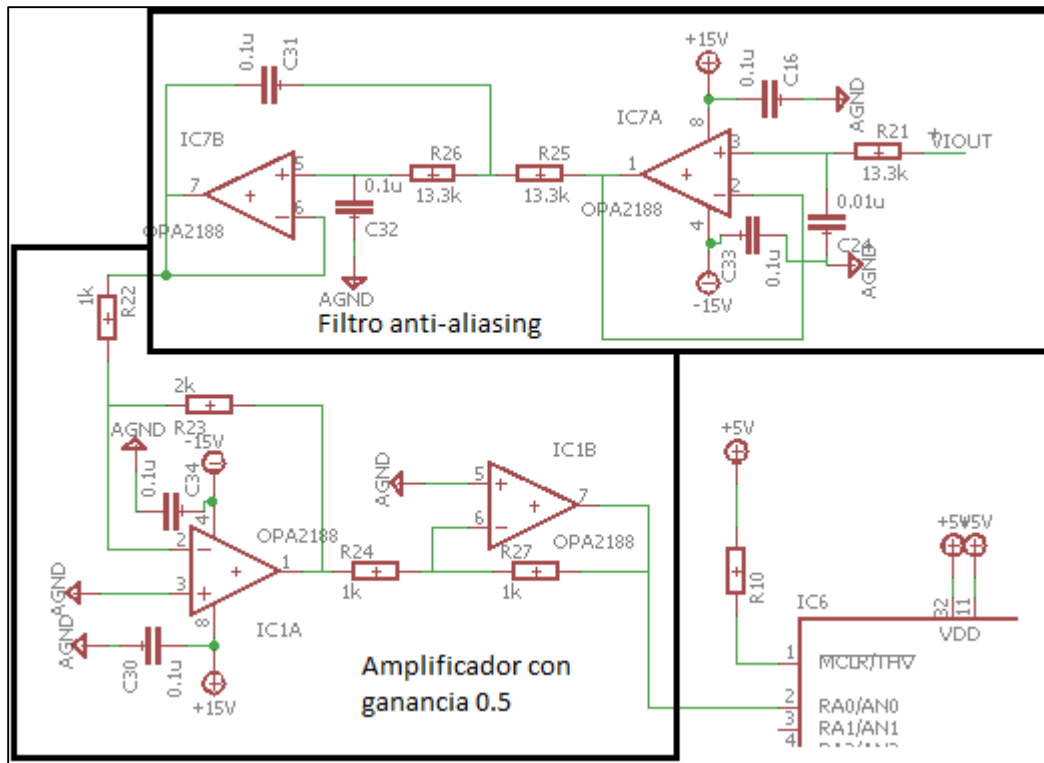 0.1u
C31
+15V
0.1u
C16
AGND
IC7B
IC7A
8
R21
+
VIOUT
7
5
6
R26
R25
1
3
2
13.3k
13.3k
13.3k
0.1u
OPA2188
C32
OPA2188
4
0.01u
C24
C33
0.1u
AGND
-15V
AGND
Filtro anti-aliasing
1k
R22
2k
R23
AGND
-15V
0.1u
C34
4
OPA2188
2
3
1
8
AGND
AGND
IC1A
C30
0.1u
+15V
R24
1k
IC1B
AGND
5
6
7
OPA2188
R27
1k
Amplificador con
ganancia 0.5
+5V
R10
+5V
+5V
IC6
32
11
VDD
1
MCLR/THV
2
RA0/AN0
3
RA1/AN1
4